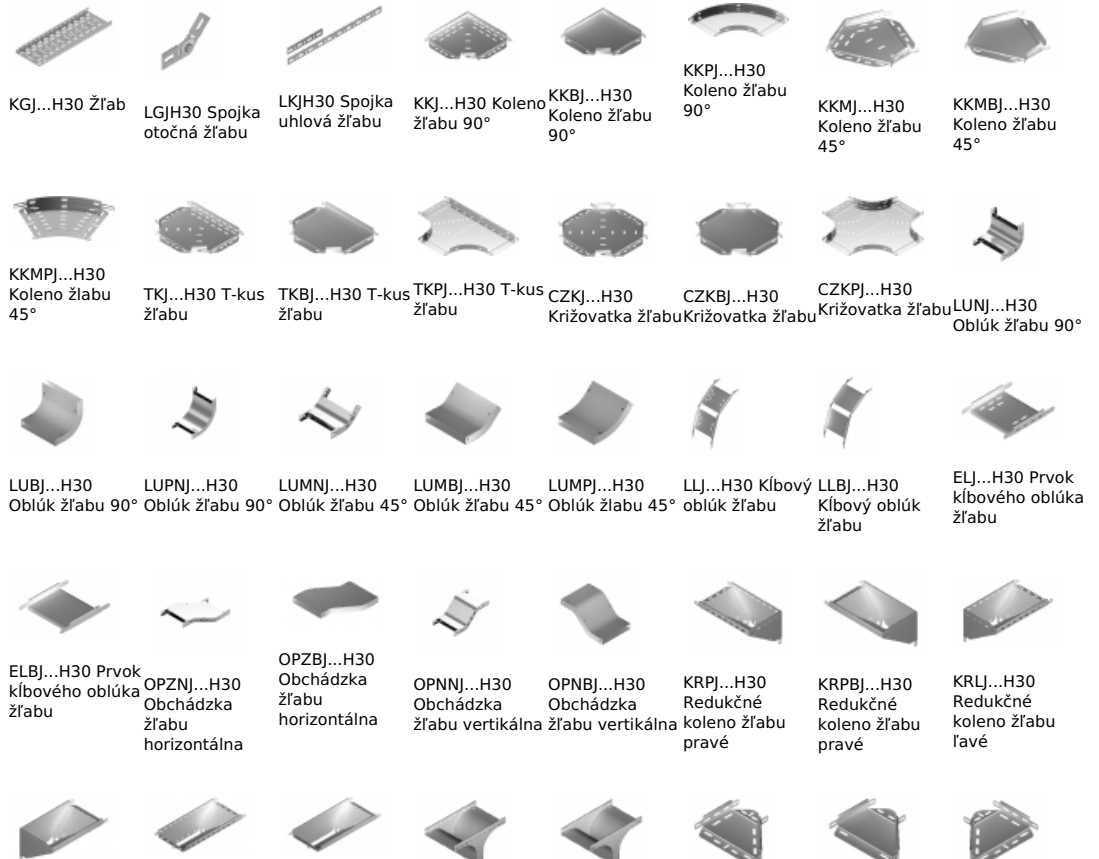 KGJ...H30 Žľab
LGJH30 Spojka
otočná žľabu
LKJH30 Spojka
uhlová žľabu
KKJ...H30 Koleno
žľabu 90°
KKBJ...H30
Koleno žľabu
90°
KKPJ...H30
Koleno žľabu
90°
KKMJ...H30
Koleno žľabu
45°
KKMBJ...H30
Koleno žľabu
45°
KKMPJ...H30
Koleno žlabu
45°
TKJ...H30 T-kus
žľabu
TKBJ...H30 T-kus
žľabu
TKPJ...H30 T-kus
žľabu
CZKJ...H30
Križovatka žľabu
CZKBJ...H30
Križovatka žľabu
CZKPJ...H30
Križovatka žľabu
LUNJ...H30
Oblúk žľabu 90°
LUBJ...H30
Oblúk žľabu 90°
LUPNJ...H30
Oblúk žľabu 90°
LUMNJ...H30
Oblúk žľabu 45°
LUMBJ...H30
Oblúk žľabu 45°
LUMPJ...H30
Oblúk žlabu 45°
LLJ...H30 Kĺbový
oblúk žľabu
LLBJ...H30
Kĺbový oblúk
žľabu
ELJ...H30 Prvok
kĺbového oblúka
žľabu
ELBJ...H30 Prvok
kĺbového oblúka
žľabu
OPZNJ...H30
Obchádzka
žľabu
horizontálna
OPZBJ...H30
Obchádzka
žľabu
horizontálna
OPNNJ...H30
Obchádzka
žľabu vertikálna
OPNBJ...H30
Obchádzka
žľabu vertikálna
KRPJ...H30
Redukčné
koleno žľabu
pravé
KRPBJ...H30
Redukčné
koleno žľabu
pravé
KRLJ...H30
Redukčné
koleno žľabu
ľavé